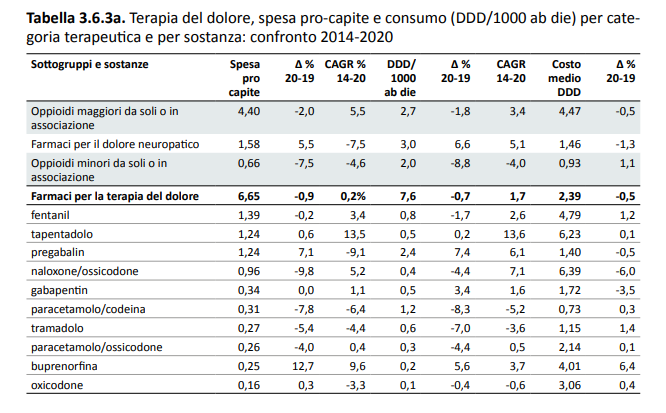 Tabella 3.6.3a. Terapia del dolore, spesa pro-capite e consumo (DDD/1000 ab die) per cate-
goria terapeutica e per sostanza: confronto 2014-2020
Sottogruppi e sostanze Spesa pro capite Δ % 20-19 CAGR % 14-20 DDD/ 1000 ab die Δ % 20-19 CAGR 14-20 Costo medio DDD Δ % 20-19
Oppioidi maggiori da soli o in associazione 4,40 -2,0 5,5 2,7 -1,8 3,4 4,47 -0,5
Farmaci per il dolore neuropatico 1,58 5,5 -7,5 3,0 6,6 5,1 1,46 -1,3
Oppioidi minori da soli o in associazione 0,66 -7,5 -4,6 2,0 -8,8 -4,0 0,93 1,1
Farmaci per la terapia del dolore 6,65 -0,9 0,2% 7,6 -0,7 1,7 2,39 -0,5
fentanil 1,39 -0,2 3,4 0,8 -1,7 2,6 4,79 1,2
tapentadolo 1,24 0,6 13,5 0,5 0,2 13,6 6,23 0,1
pregabalin 1,24 7,1 -9,1 2,4 7,4 6,1 1,40 -0,5
naloxone/ossicodone 0,96 -9,8 5,2 0,4 -4,4 7,1 6,39 -6,0
gabapentin 0,34 0,0 1,1 0,5 3,4 1,6 1,72 -3,5
paracetamolo/codeina 0,31 -7,8 -6,4 1,2 -8,3 -5,2 0,73 0,3
tramadolo 0,27 -5,4 -4,4 0,6 -7,0 -3,6 1,15 1,4
paracetamolo/ossicodone 0,26 -4,0 0,4 0,3 -4,4 0,5 2,14 0,1
buprenorfina 0,25 12,7 9,6 0,2 5,6 3,7 4,01 6,4
oxicodone 0,16 0,3 -3,3 0,1 -0,4 -0,6 3,06 0,4